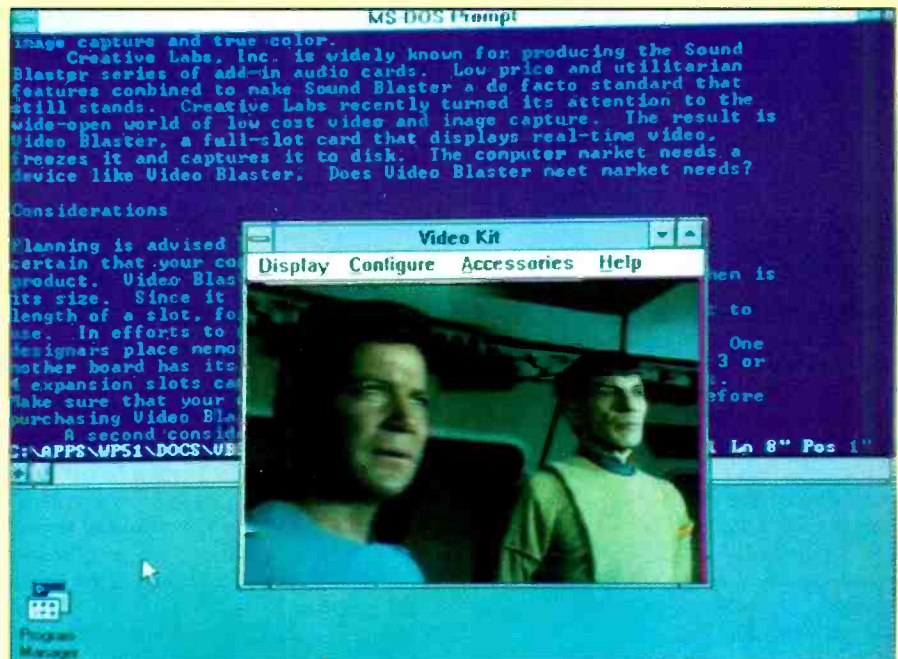 MS-DOS Prompt
image capture and true color.
Creative Labs, Inc. is widely known for producing the Sound
Blaster series of add-in audio cards. Low price and utilitarian
features combined to make Sound Blaster a de facto standard that
still stands. Creative Labs recently turned its attention to the
wide-open world of low cost video and image capture. The result is
Video Blaster, a full-slot card that displays real-time video,
freezes it and captures it to disk. The computer market needs a
device like Video Blaster. Does Video Blaster meet market needs?
Considerations
Planning is advised
certain that your co
product. Video Blas
its size. Since it
length of a slot, fo
use. In efforts to
designers place memo
mother board has its
4 expansion slots ca
Make sure that your
purchasing Video Bla
A second conside
hen is
to
One
3 or
efore
C:\APPS\WP51\DOCS\VB
Ln 8" Pos 1"
Video Kit
Display Configure Accessories Help
Program
Manager